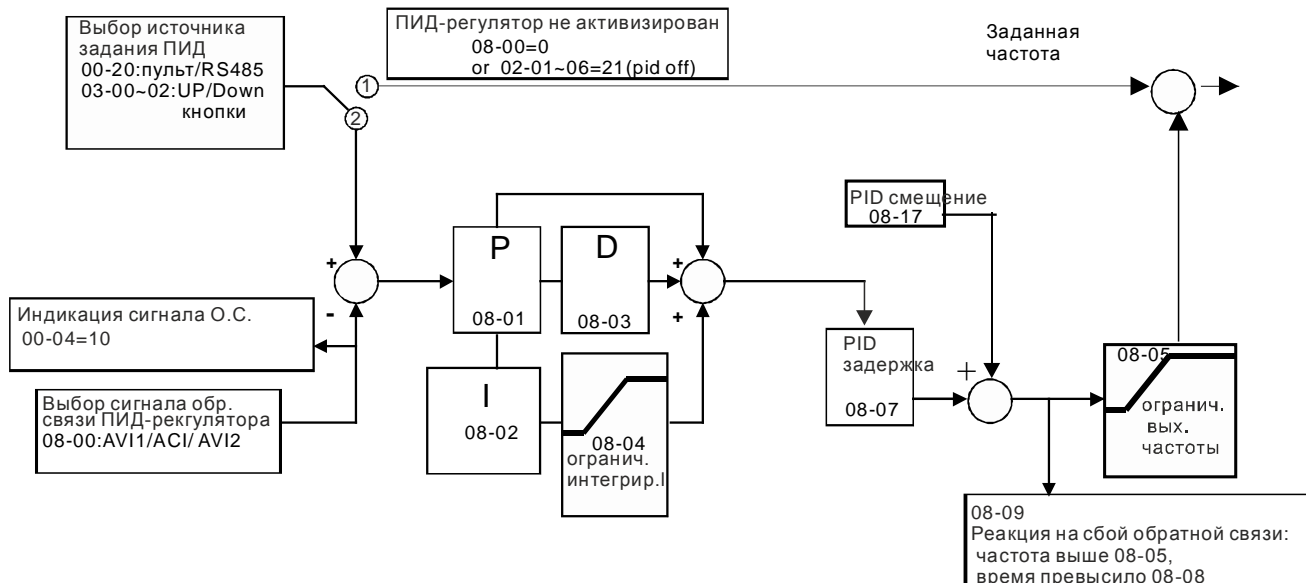 Выбор источника
задания ПИД
00-20:пульт/RS485
03-00~02:UP/Down
кнопки
ПИД-регулятор не активизирован
08-00=0
or 02-01~06=21(pid off)
Заданная
частота
1
2
PID смещение
08-17
+
-
P
08-01
D
08-03
+
+
Индикация сигнала О.С.
00-04=10
I
08-02
08-04
огранич.
интегрир.I
PID
задержка
08-07
+
08-05
огранич.
вых.
частоты
Выбор сигнала обр.
связи ПИД-рекгулятора
08-00:AVI1/ACI/ AVI2
08-09
Реакция на сбой обратной связи:
частота выше 08-05,
время превысило 08-08